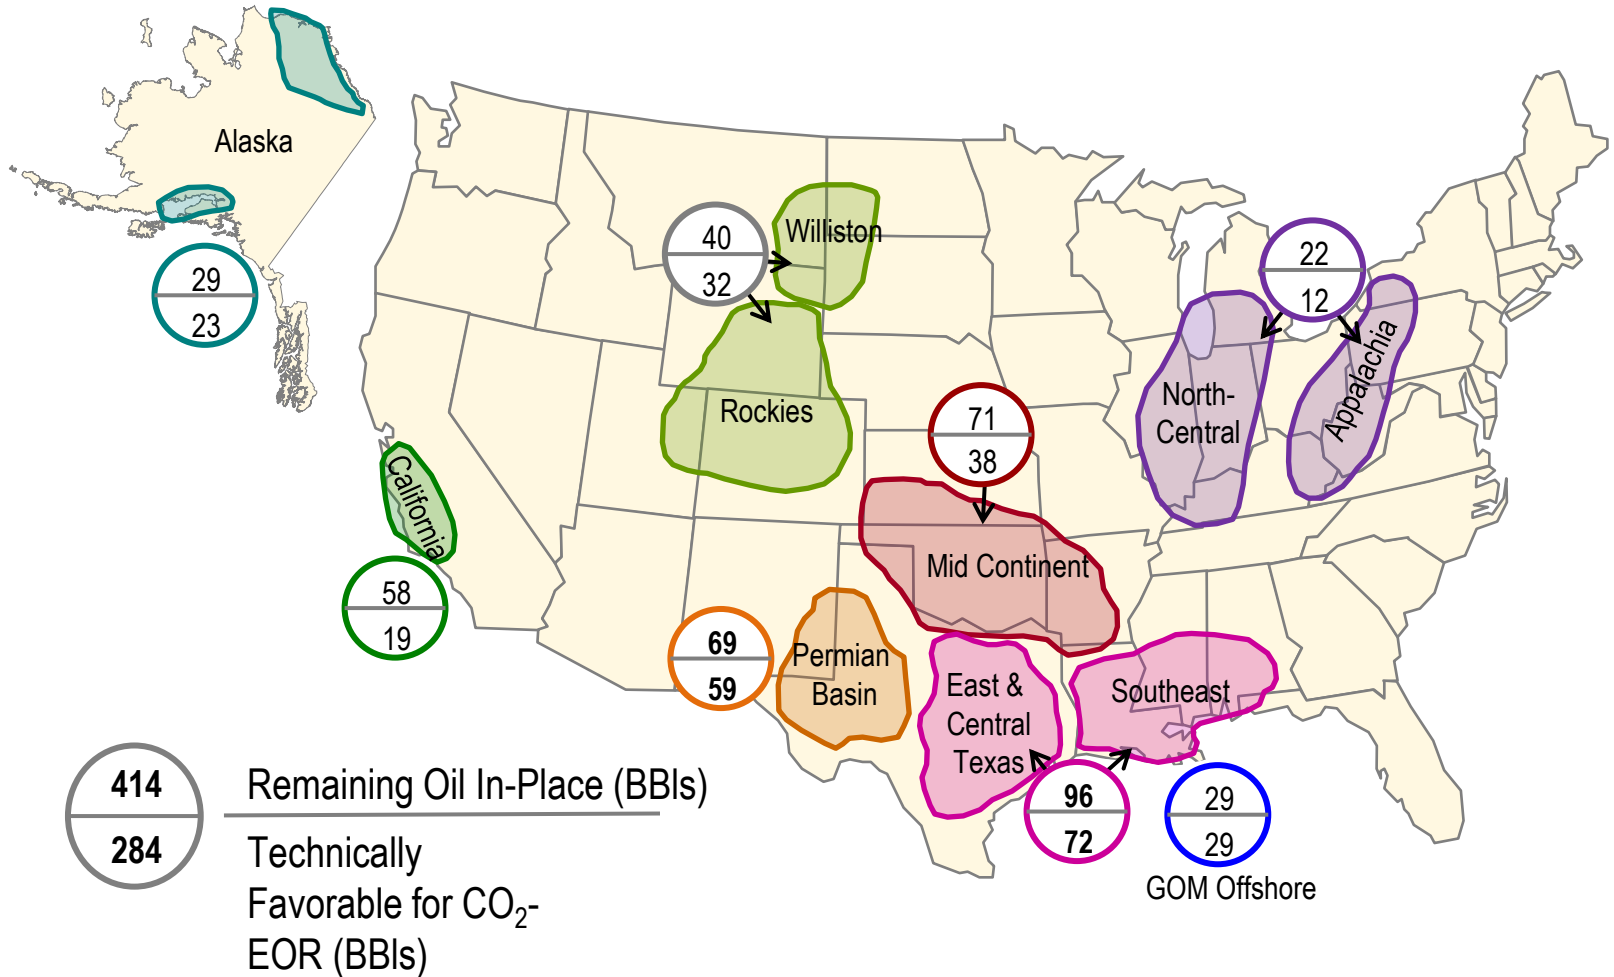 Alaska
29
23
40
32
Williston
Rockies
22
12
North-
Central
Appalachia
71
38
Mid Continent
California
58
19
69
59
Permian
Basin
East &
Central
Texas
Southeast
96
72
29
29
GOM Offshore
414
284
Remaining Oil In-Place (BBls)
Technically
Favorable for CO₂-
EOR (BBls)